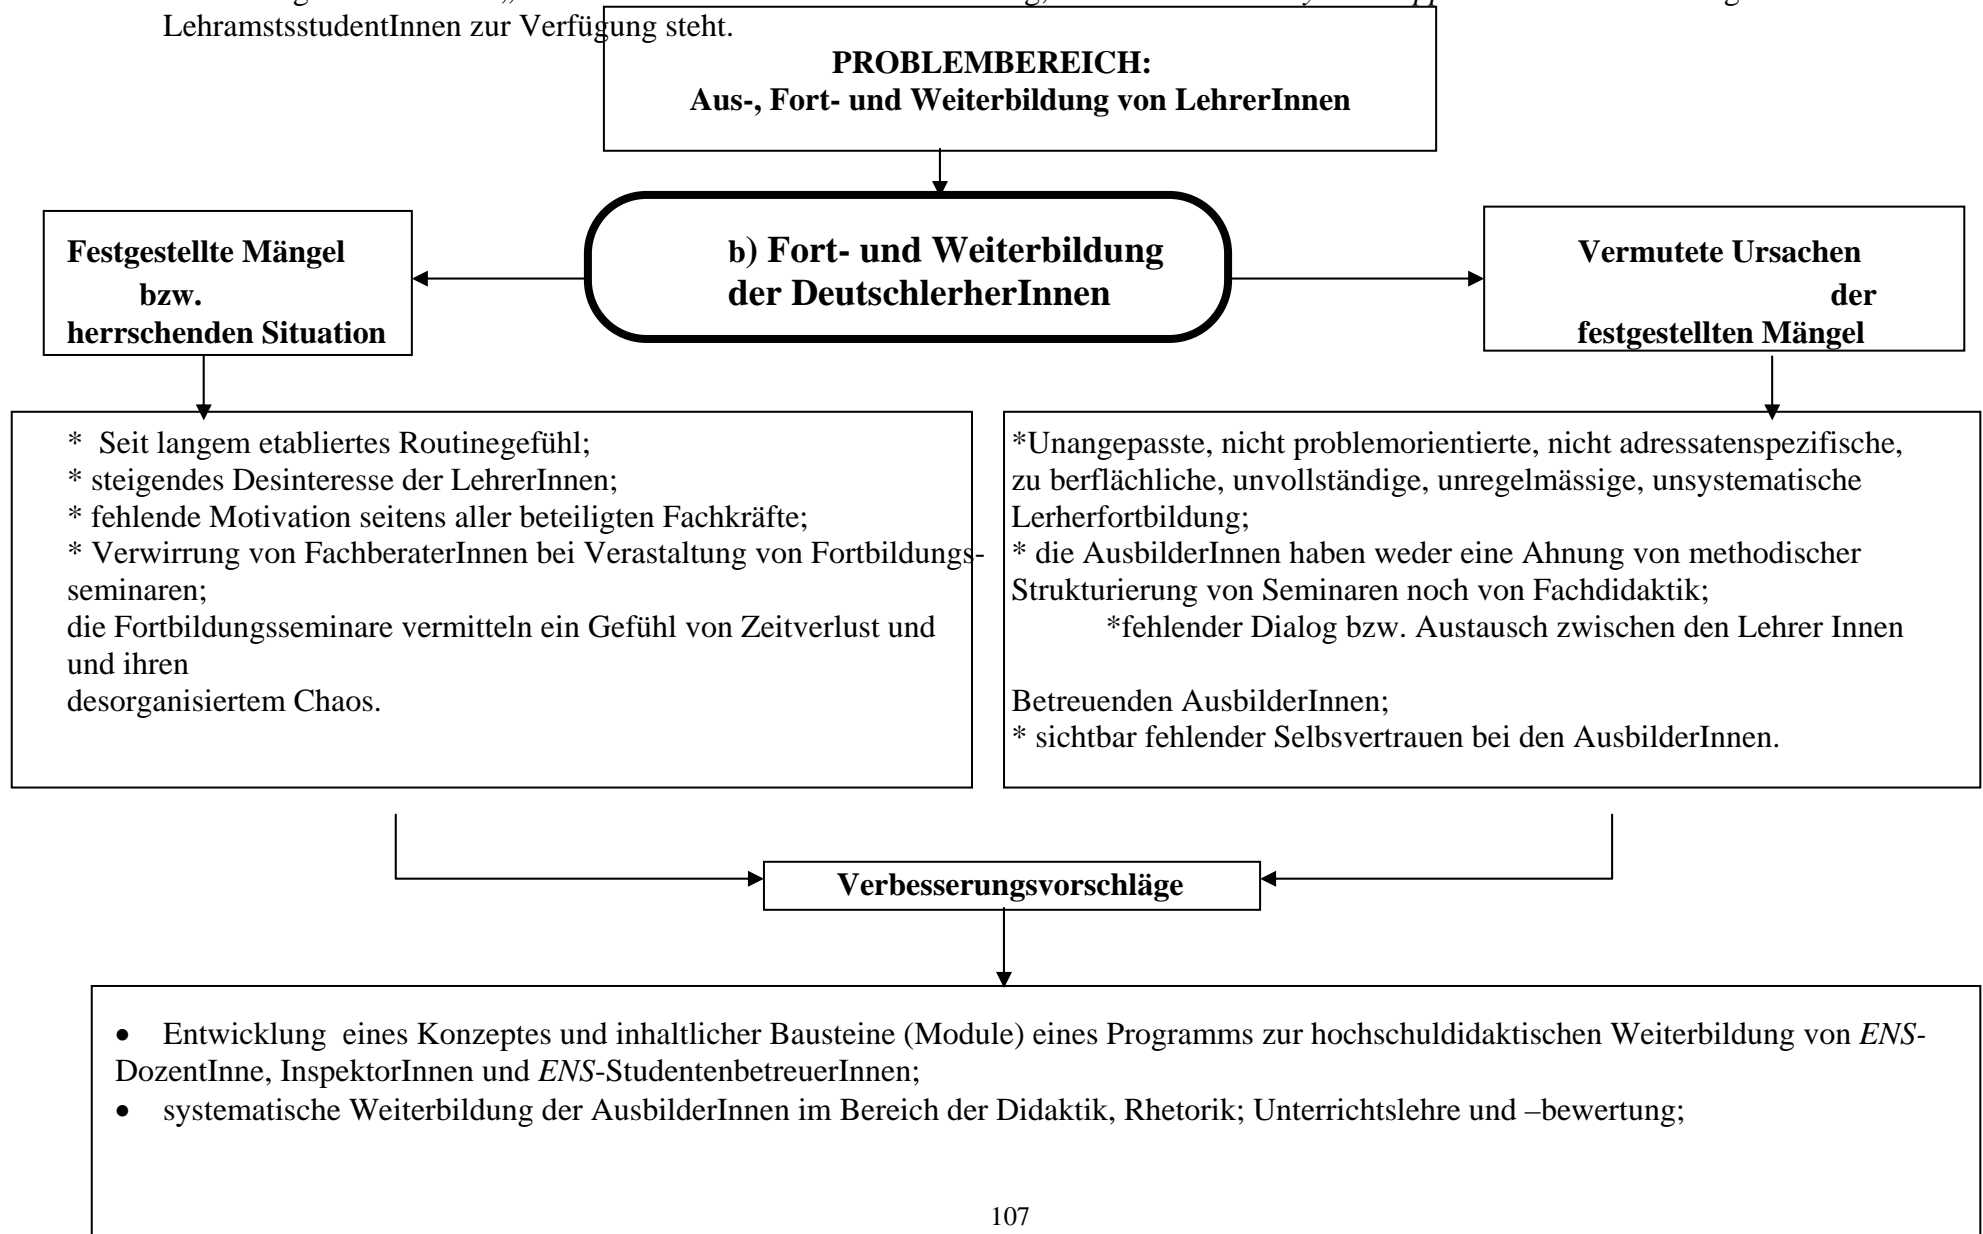 LehramstsstudentInnen zur Verfügung steht.
PROBLEMBEREICH:
Aus-, Fort- und Weiterbildung von LehrerInnen
Festgestellte Mängel
bzw.
herrschenden Situation
b) Fort- und Weiterbildung
der DeutschlerherInnen
Vermutete Ursachen
der
festgestellten Mängel
* Seit langem etabliertes Routinegefühl;
* steigendes Desinteresse der LehrerInnen;
* fehlende Motivation seitens aller beteiligten Fachkräfte;
* Verwirrung von FachberaterInnen bei Verastaltung von Fortbildungs-
seminaren;
die Fortbildungsseminare vermitteln ein Gefühl von Zeitverlust und
und ihren
desorganisiertem Chaos.
*Unangepasste, nicht problemorientierte, nicht adressatenspezifische,
zu berflächliche, unvollständige, unregelmässige, unsystematische
Lerherfortbildung;
* die AusbilderInnen haben weder eine Ahnung von methodischer
Strukturierung von Seminaren noch von Fachdidaktik;
*fehlender Dialog bzw. Austausch zwischen den Lehrer Innen
Betreuenden AusbilderInnen;
* sichtbar fehlender Selbsvertrauen bei den AusbilderInnen.
Verbesserungsvorschläge
• Entwicklung eines Konzeptes und inhaltlicher Bausteine (Module) eines Programms zur hochschuldidaktischen Weiterbildung von ENS-
DozentInne, InspektorInnen und ENS-StudentenbetreuerInnen;
• systematische Weiterbildung der AusbilderInnen im Bereich der Didaktik, Rhetorik; Unterrichtslehre und –bewertung;
107